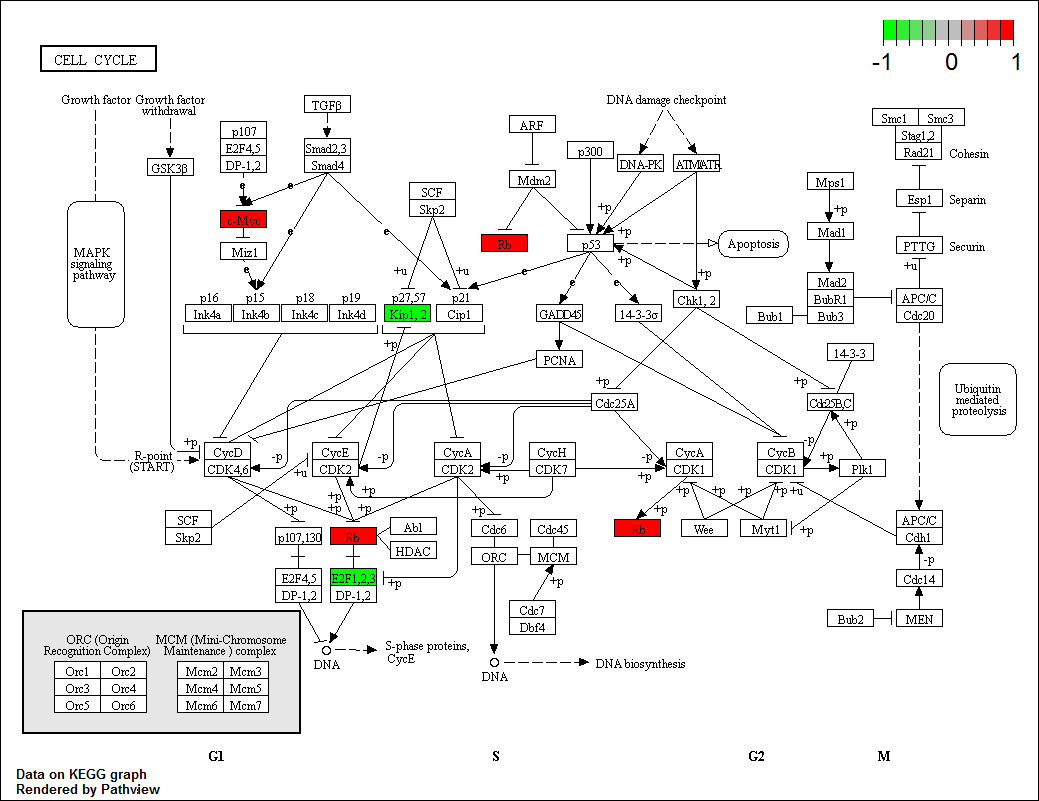 CELL CYCLE
-1 0 1
Growth factor
Growth factor
withdrawal
TGFβ
DNA damage checkpoint
Smc1 Smc3
Stag1,2
Rad21
Cohesin
p107
E2F4,5
DP-1,2
Smad2,3
Smad4
ARF
p300
DNA-PK
ATM/ATR
GSK3β
Mdm2
Mps1
SCF
Skp2
Esp1
Separin
e
e
c-Myc
+p
+p
Mad1
MAPK
signaling
pathway
Miz1
e
e
Rb
p53
+p
+p
Apoptosis
PTTG
Securin
+u
+u
+u
e
e
e
+p
Mad2
BubR1
Bub3
Bub1
APC/C
Cdc20
p16
Ink4a
p15
Ink4b
p18
Ink4c
p19
Ink4d
p27,57
Kip1, 2
p21
Cip1
GADD45
14-3-3σ
Chk1, 2
+p
PCNA
14-3-3
+p
+p
Cdc25A
Cdc25B,C
Ubiquitin
mediated
proteolysis
R-point
(START)
+p
CycD
CDK4,6
-p
CycE
CDK2
+u
-p
CycA
CDK2
-p
+p
CycH
CDK7
-p
+p
CycA
CDK1
CycB
CDK1
-p
+p
+p
Plk1
+p
+p
+p
+p
+p
+p
+p
+p
+u
SCF
Skp2
p107,130
Rb
Abl
HDAC
Cdc6
Cdc45
ORC
MCM
Rb
Wee
Myt1
+p
APC/C
Cdh1
-p
E2F4,5
DP-1,2
E2F1,2,3
DP-1,2
+p
+p
Cdc7
Dbf4
Cdc14
Bub2
MEN
ORC (Origin
Recognition Complex)
MCM (Mini-Chromosome
Maintenance ) complex
Orc1 Orc2
Orc3 Orc4
Orc5 Orc6
Mcm2 Mcm3
Mcm4 Mcm5
Mcm6 Mcm7
DNA
S-phase proteins,
CycE
DNA
DNA biosynthesis
G1 S G2 M
Data on KEGG graph
Rendered by Pathview